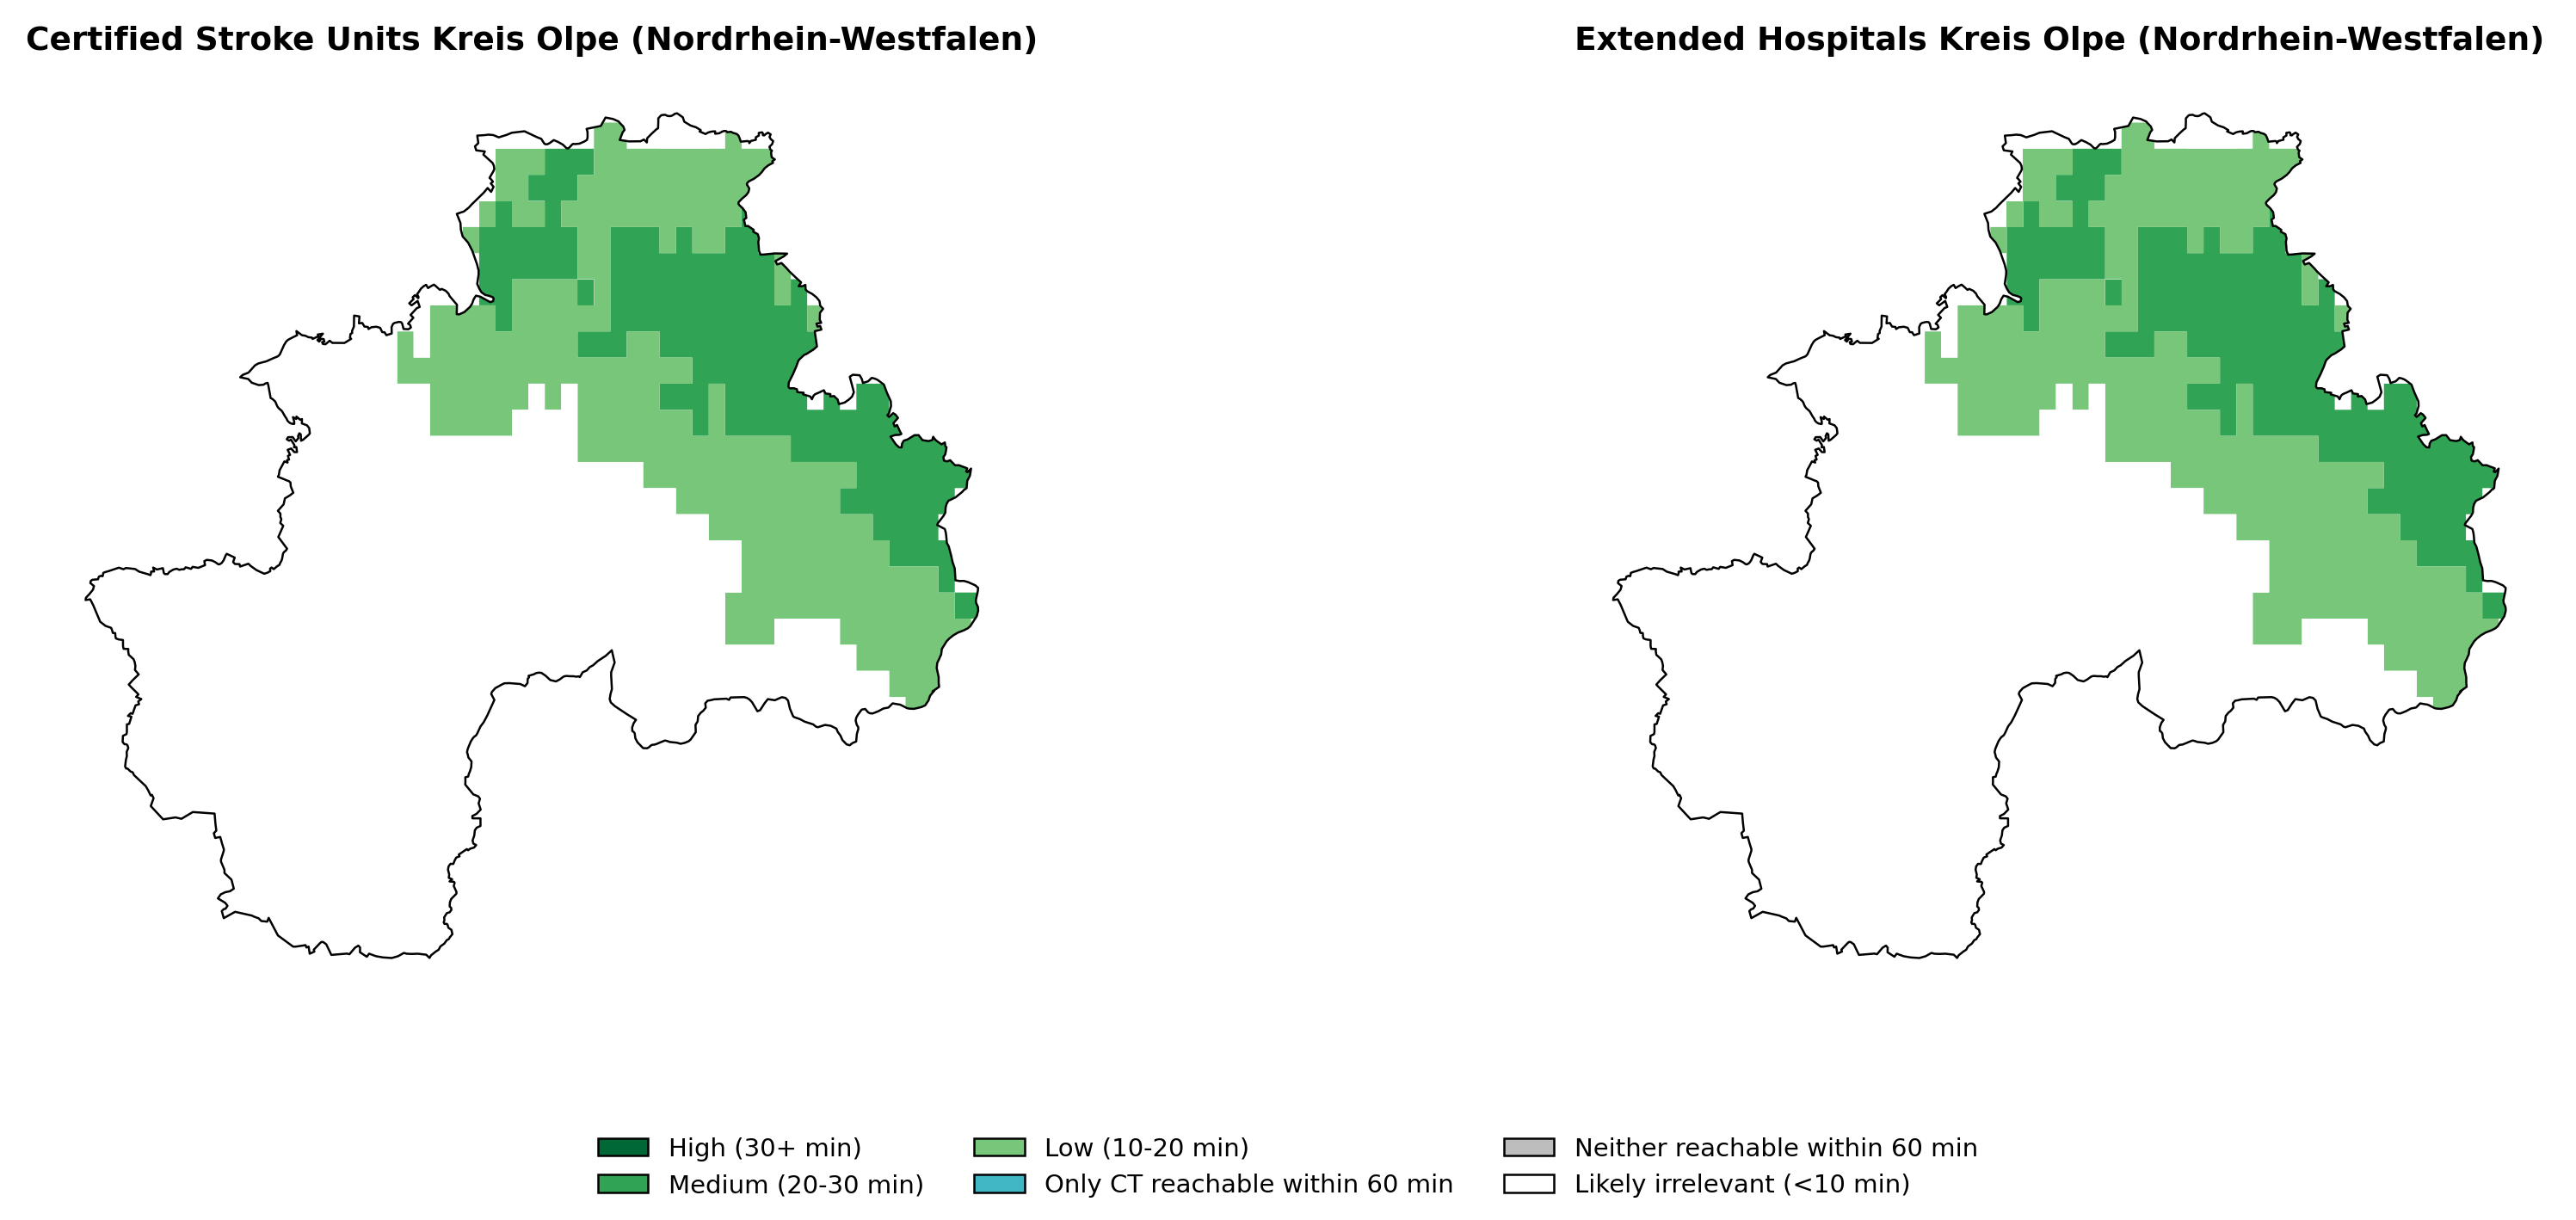 Certified Stroke Units Kreis Olpe (Nordrhein-Westfalen)
Extended Hospitals Kreis Olpe (Nordrhein-Westfalen)
High (30+ min)
Medium (20-30 min)
Low (10-20 min)
Only CT reachable within 60 min
Neither reachable within 60 min
Likely irrelevant (<10 min)